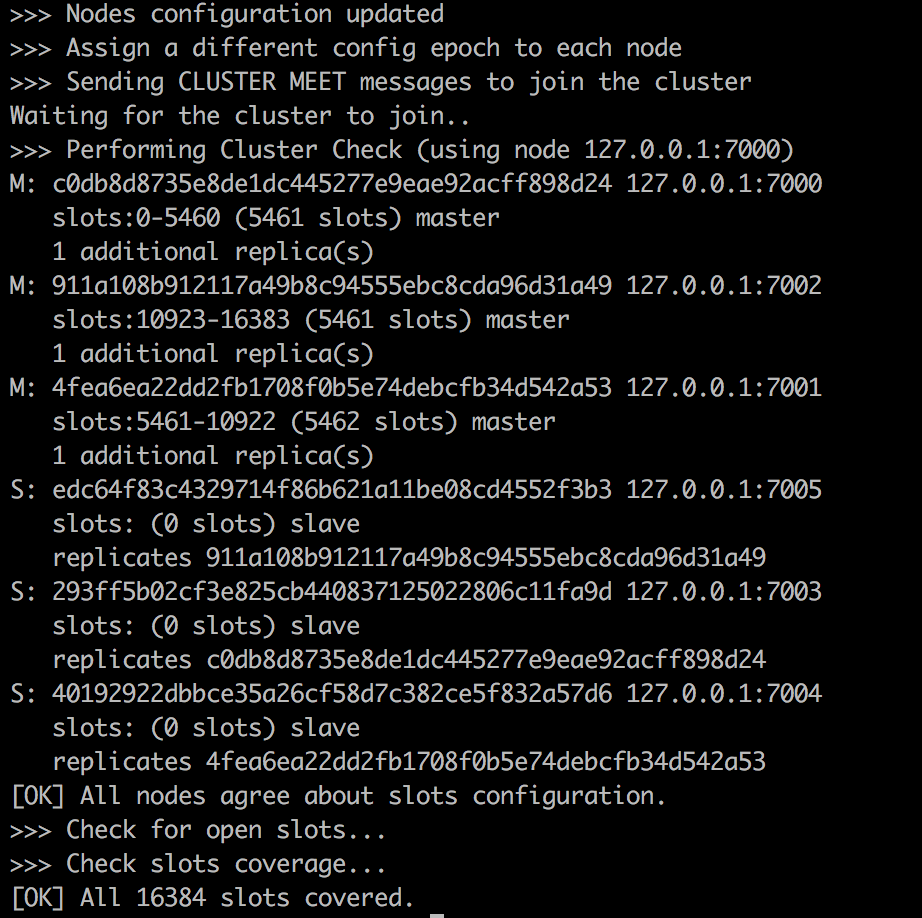 >>> Nodes configuration updated
>>> Assign a different config epoch to each node
>>> Sending CLUSTER MEET messages to join the cluster
Waiting for the cluster to join..
>>> Performing Cluster Check (using node 127.0.0.1:7000)
M: c0db8d8735e8de1dc445277e9eae92acff898d24 127.0.0.1:7000
   slots:0-5460 (5461 slots) master
   1 additional replica(s)
M: 911a108b912117a49b8c94555ebc8cda96d31a49 127.0.0.1:7002
   slots:10923-16383 (5461 slots) master
   1 additional replica(s)
M: 4fea6ea22dd2fb1708f0b5e74debcfb34d542a53 127.0.0.1:7001
   slots:5461-10922 (5462 slots) master
   1 additional replica(s)
S: edc64f83c4329714f86b621a11be08cd4552f3b3 127.0.0.1:7005
   slots: (0 slots) slave
   replicates 911a108b912117a49b8c94555ebc8cda96d31a49
S: 293ff5b02cf3e825cb440837125022806c11fa9d 127.0.0.1:7003
   slots: (0 slots) slave
   replicates c0db8d8735e8de1dc445277e9eae92acff898d24
S: 40192922dbbce35a26cf58d7c382ce5f832a57d6 127.0.0.1:7004
   slots: (0 slots) slave
   replicates 4fea6ea22dd2fb1708f0b5e74debcfb34d542a53
[OK] All nodes agree about slots configuration.
>>> Check for open slots...
>>> Check slots coverage...
[OK] All 16384 slots covered.